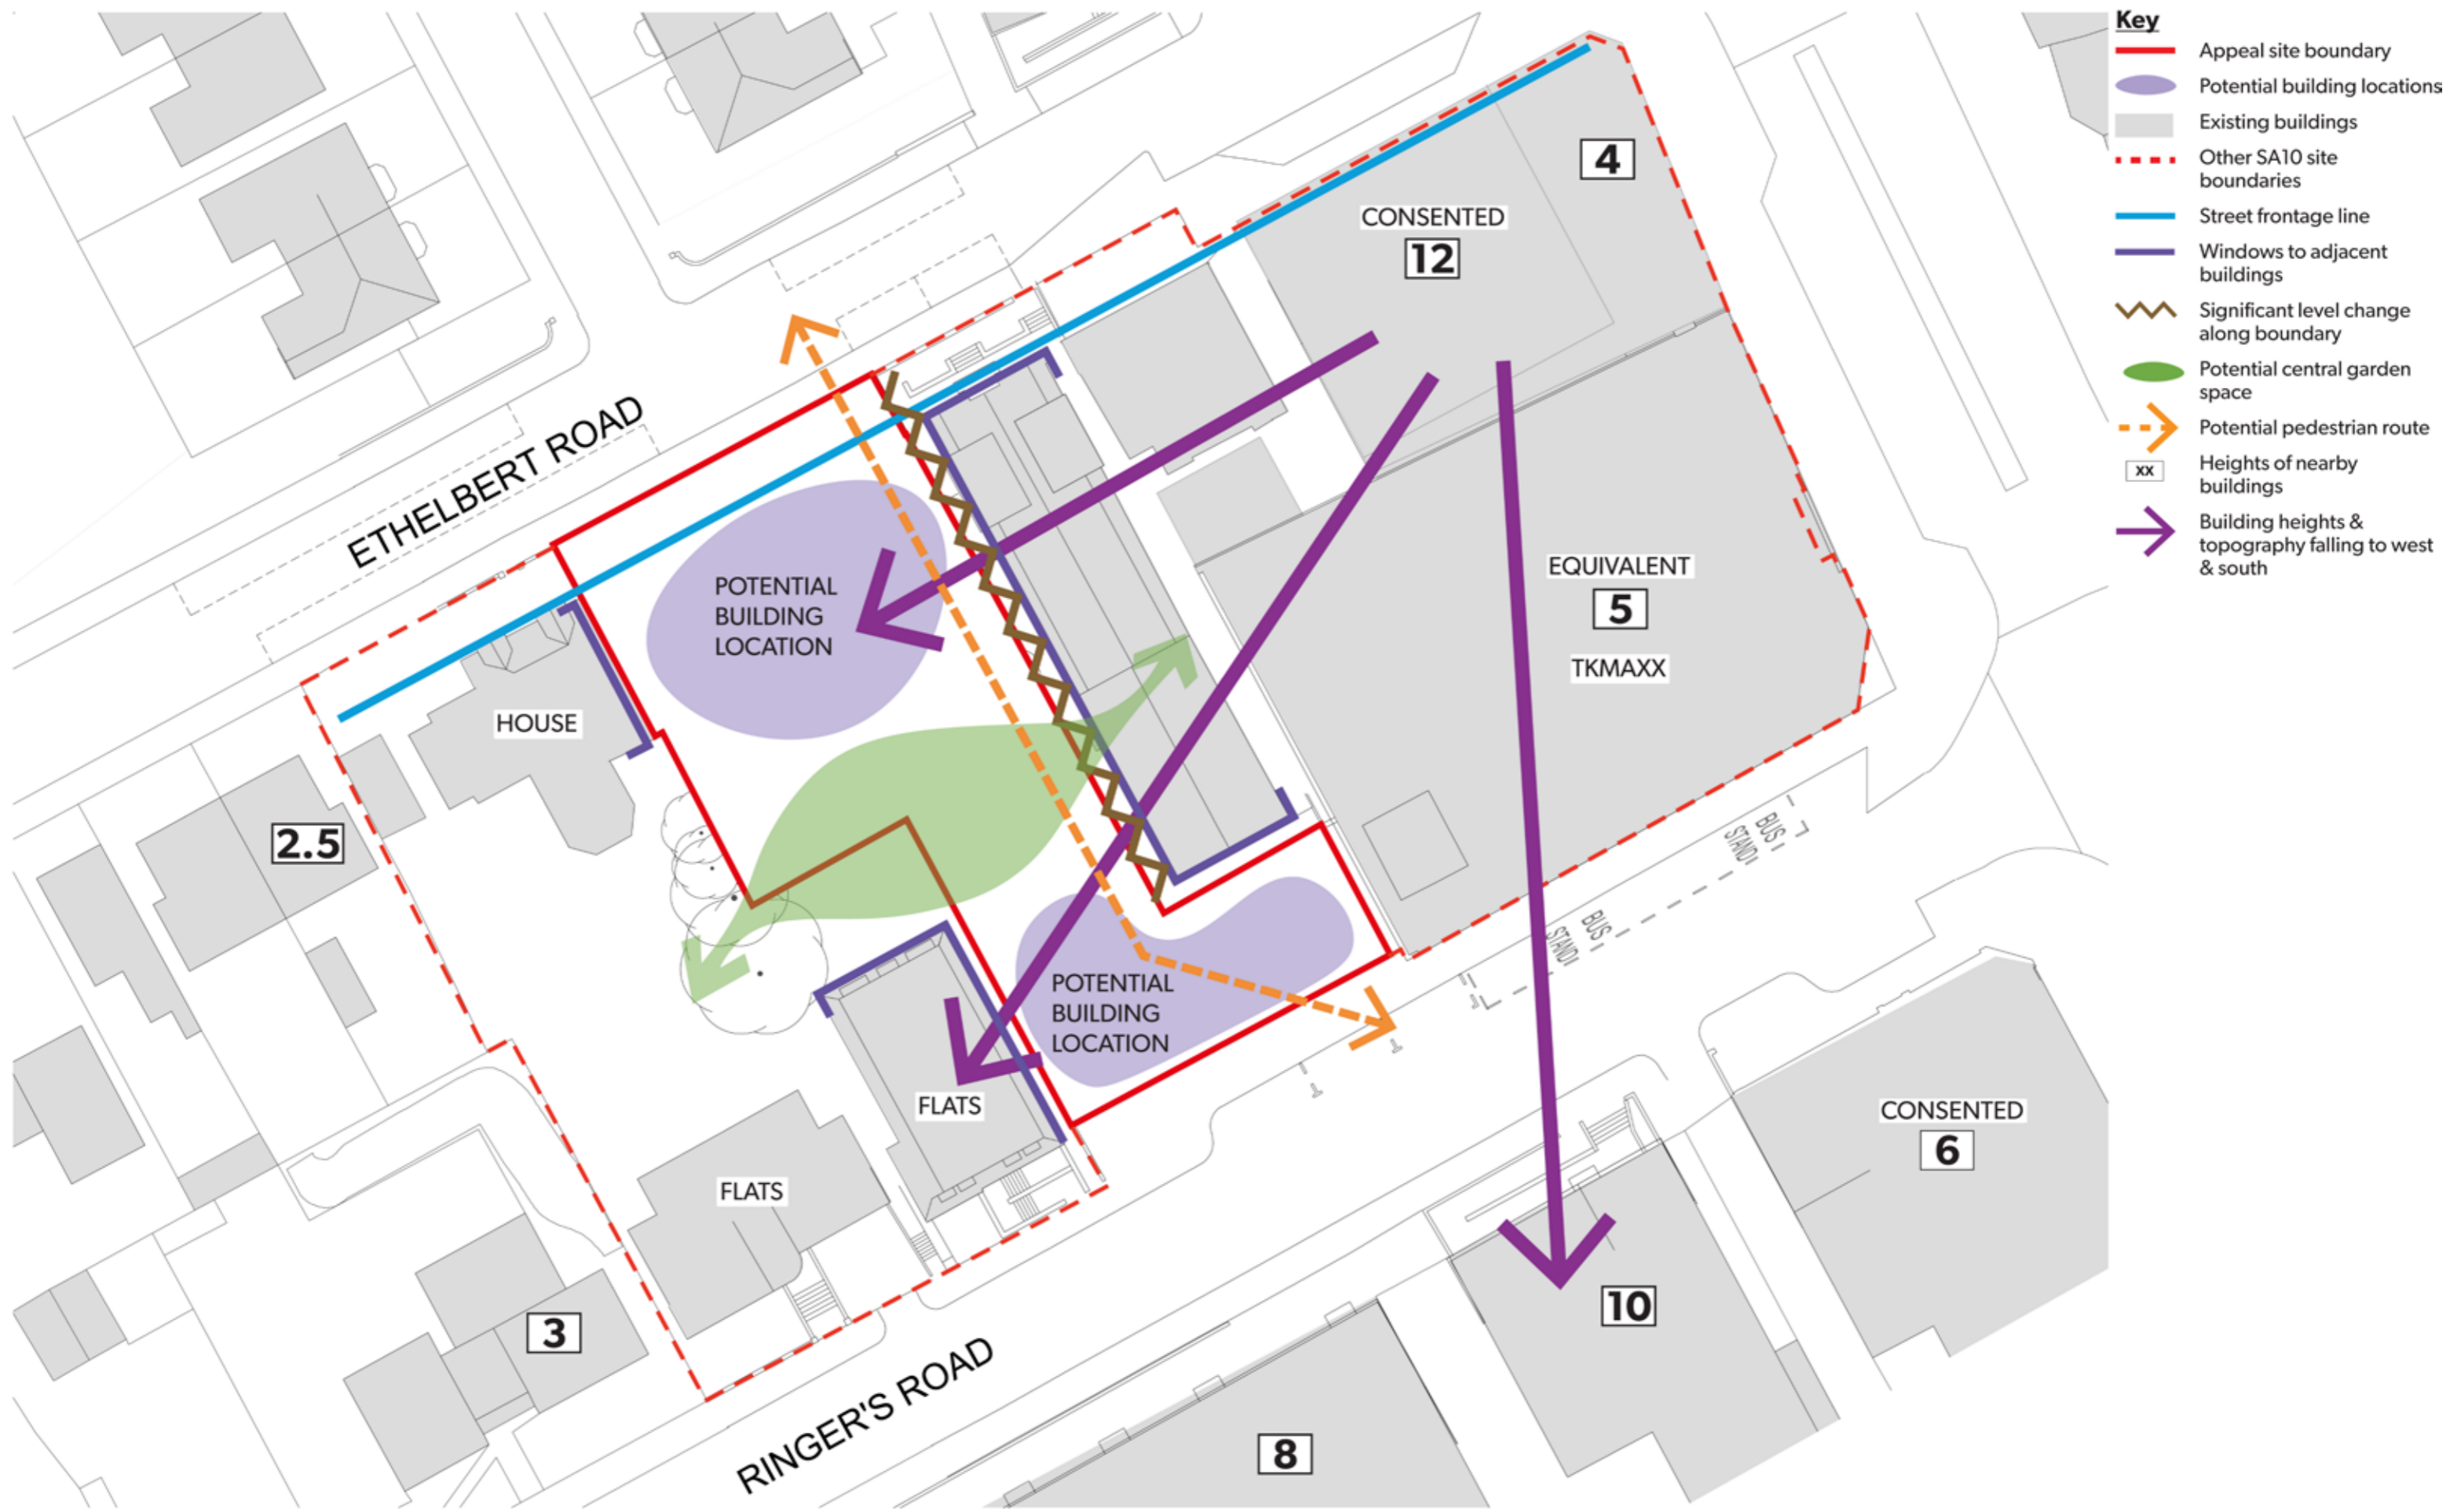 Key
Appeal site boundary
Potential building locations
Existing buildings
Other SA10 site
boundaries
Street frontage line
Windows to adjacent
buildings
Significant level change
along boundary
Potential central garden
space
Potential pedestrian route
xx
Heights of nearby
buildings
Building heights &
topography falling to west
& south
4
CONSENTED
12
ETHELBERT ROAD
POTENTIAL
BUILDING
LOCATION
EQUIVALENT
5
TKMAXX
HOUSE
2.5
BUS
STAND
BUS
STAND
POTENTIAL
BUILDING
LOCATION
FLATS
CONSENTED
6
FLATS
10
3
RINGER'S ROAD
8